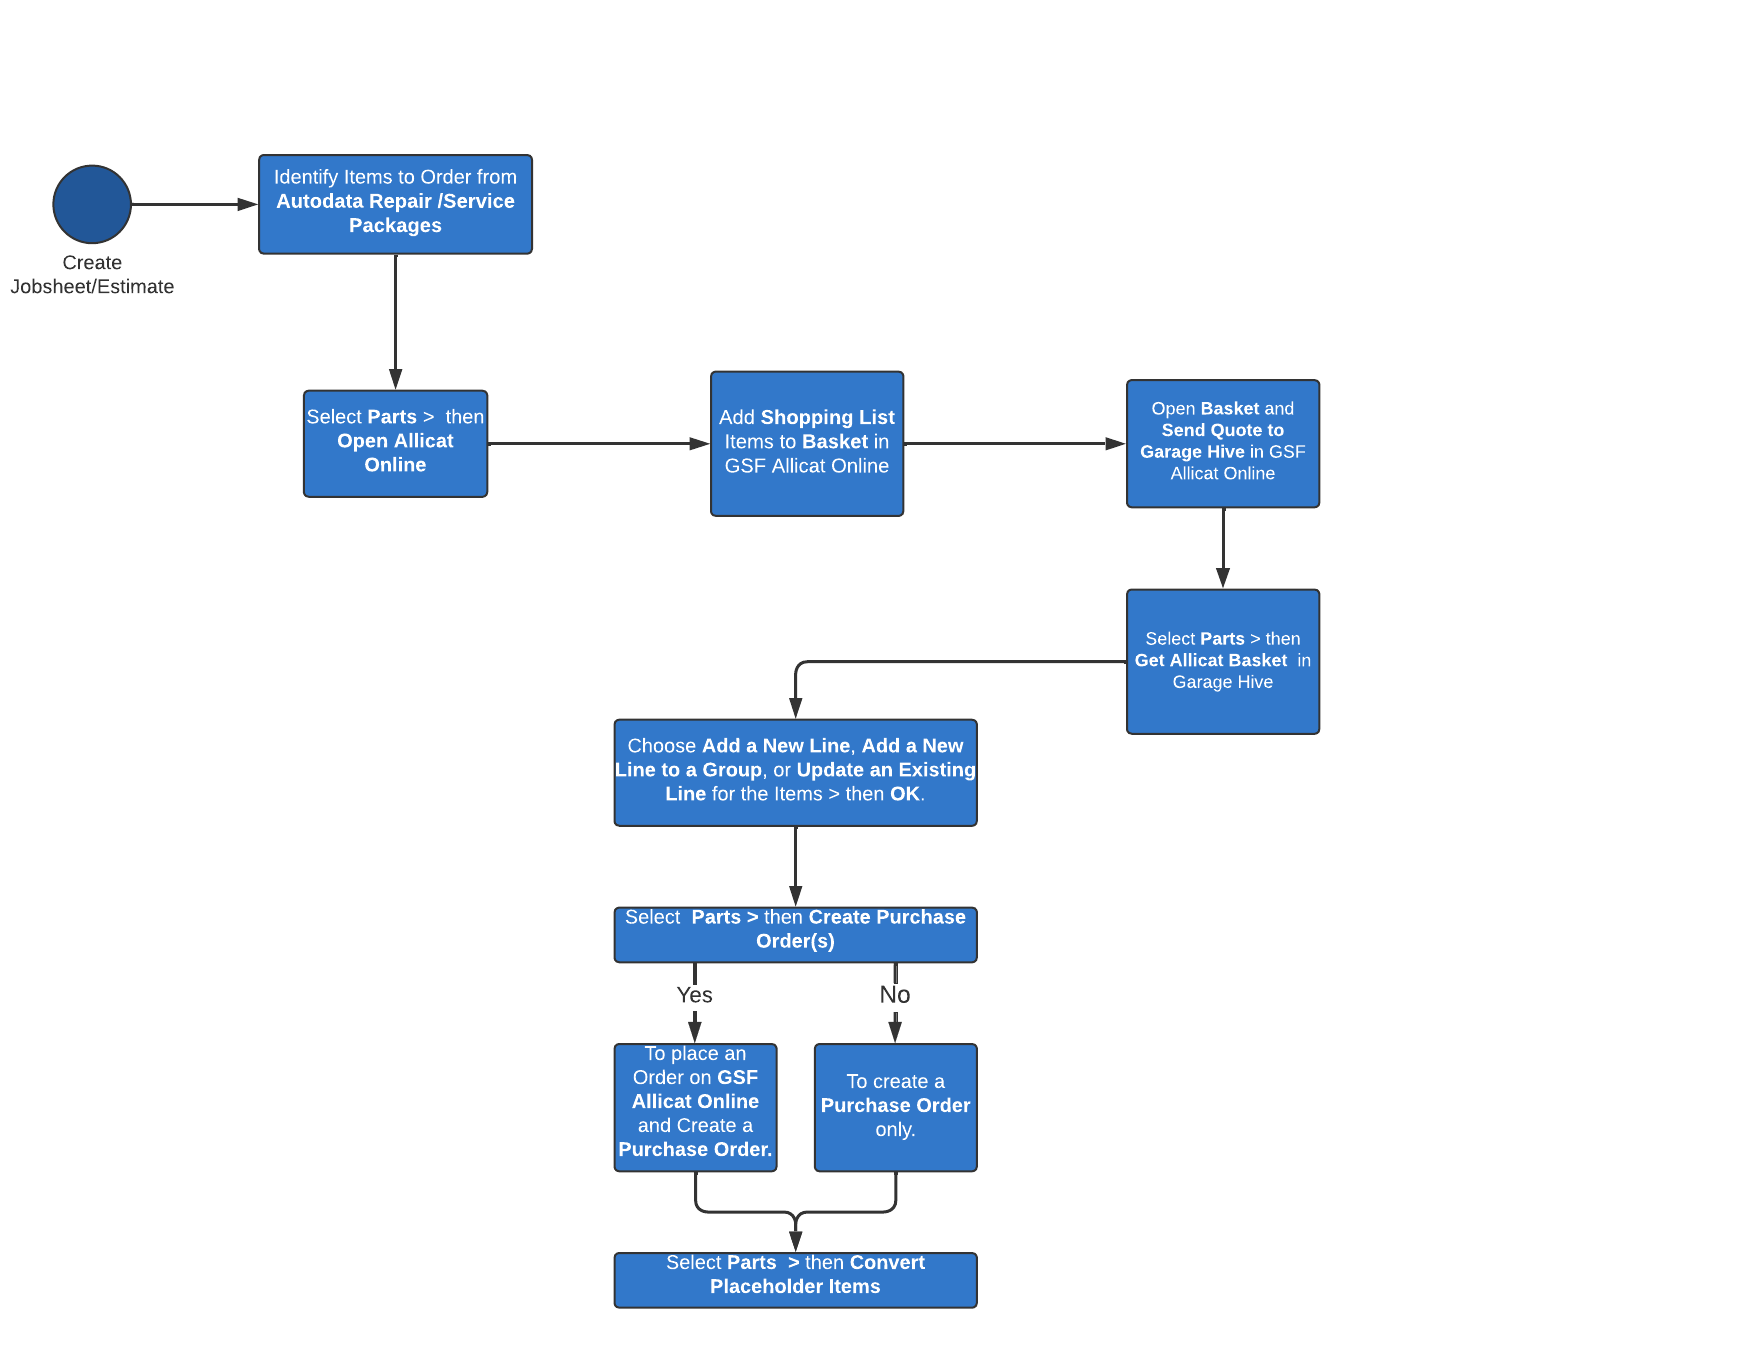 Create
Jobsheet/Estimate
Identify Items to Order from
Autodata Repair /Service
Packages
Select Parts > then
Open Allicat
Online
Add Shopping List
Items to Basket in
GSF Allicat Online
Open Basket and
Send Quote to
Garage Hive in GSF
Allicat Online
Select Parts > then
Get Allicat Basket in
Garage Hive
Choose Add a New Line, Add a New
Line to a Group, or Update an Existing
Line for the Items > then OK.
Select Parts > then Create Purchase
Order(s)
Yes
No
To place an
Order on GSF
Allicat Online
and Create a
Purchase Order.
To create a
Purchase Order
only.
Select Parts > then Convert
Placeholder Items